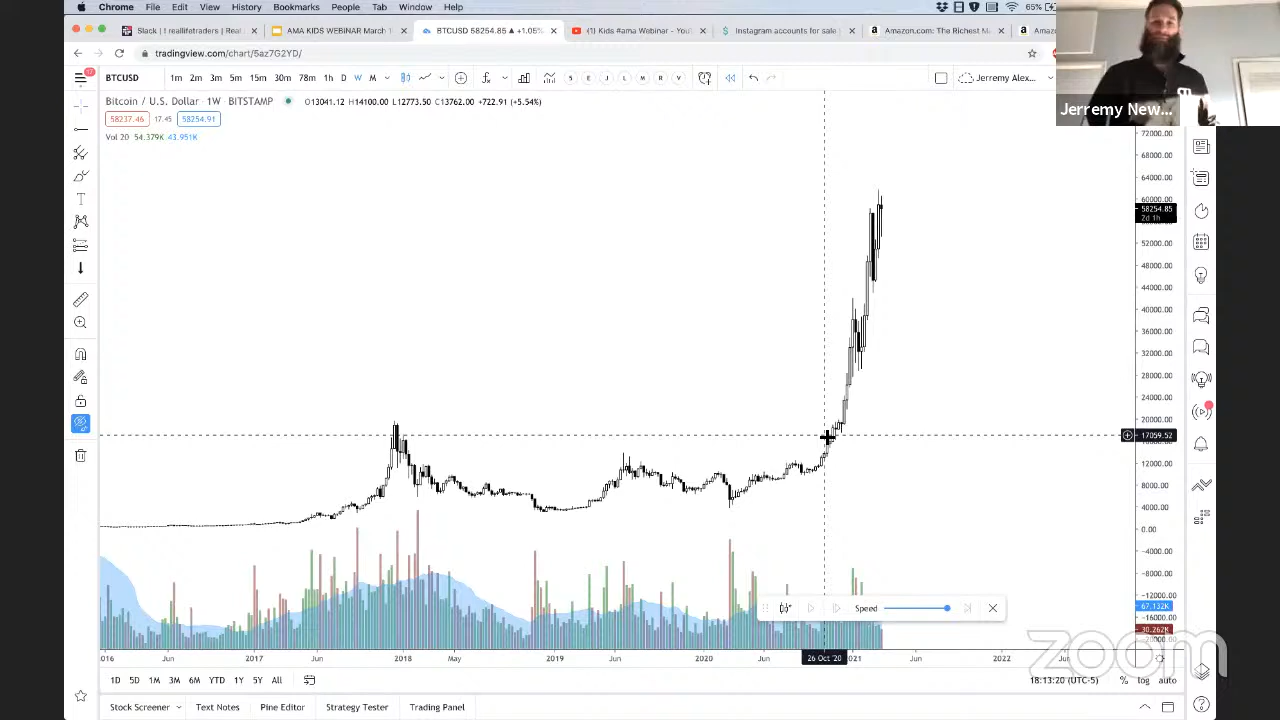 Chrome File Edit View History Bookmarks People Tab Window Help 65%
Slack | t reallifetraders | Real AMA KIDS WEBINAR March BTCUSD 58254.85 ▲ +1.05% (1) Kids #ama Webinar - You Instagram accounts for sale | Amazon.com: The Richest M Amazo
tradingview.com/chart/5az7G2YD/
17
BTCUSD 1m 2m 3m 5m 15m 30m 78m 1h D W M 5 E J L M R V Jerremy Alex...
Jerremy New...
Bitcoin / U.S. Dollar · 1W · BITSTAMP O13041.12 H14100.00 L12773.50 C13762.00 +722.91 (+5.54%)
58237.46 17.45 58254.91
Vol 20 54.379K 43.951K
72000.00
68000.00
64000.00
60000.00
58254.85
2d 1h
52000.00
48000.00
44000.00
40000.00
36000.00
32000.00
28000.00
24000.00
20000.00
17059.52
12000.00
8000.00
4000.00
0.00
-4000.00
-8000.00
-12000.00
67.132K
-16000.00
30.262K
-20000.00
Speed
zoom
2016 Jun 2017 Jun 2018 May 2019 Jun 2020 Jun 26 Oct '20 2021 Jun 2022 Jun
1D 5D 1M 3M 6M YTD 1Y 5Y All 18:13:20 (UTC-5) % log auto
Stock Screener Text Notes Pine Editor Strategy Tester Trading Panel